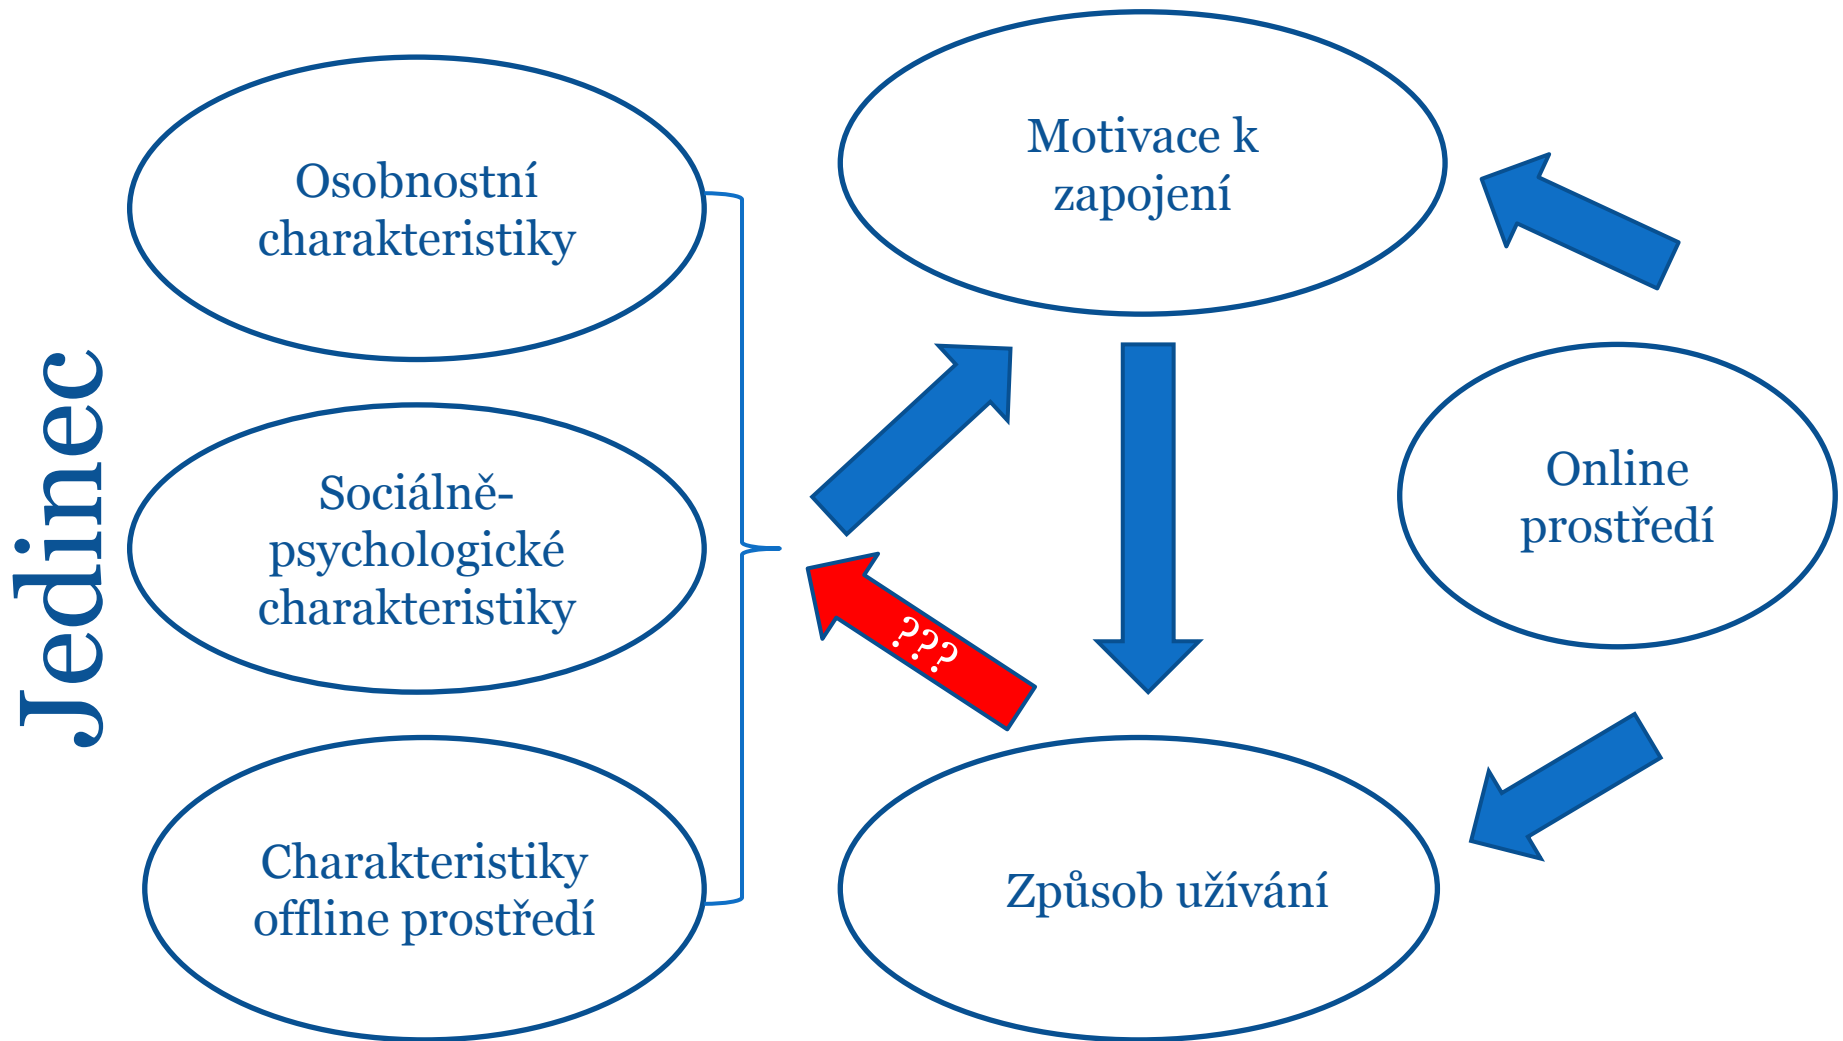 Jedinec
Osobnostní
charakteristiky
Sociálně-
psychologické
charakteristiky
Charakteristiky
offline prostředí
Motivace k
zapojení
???
Způsob užívání
Online
prostředí